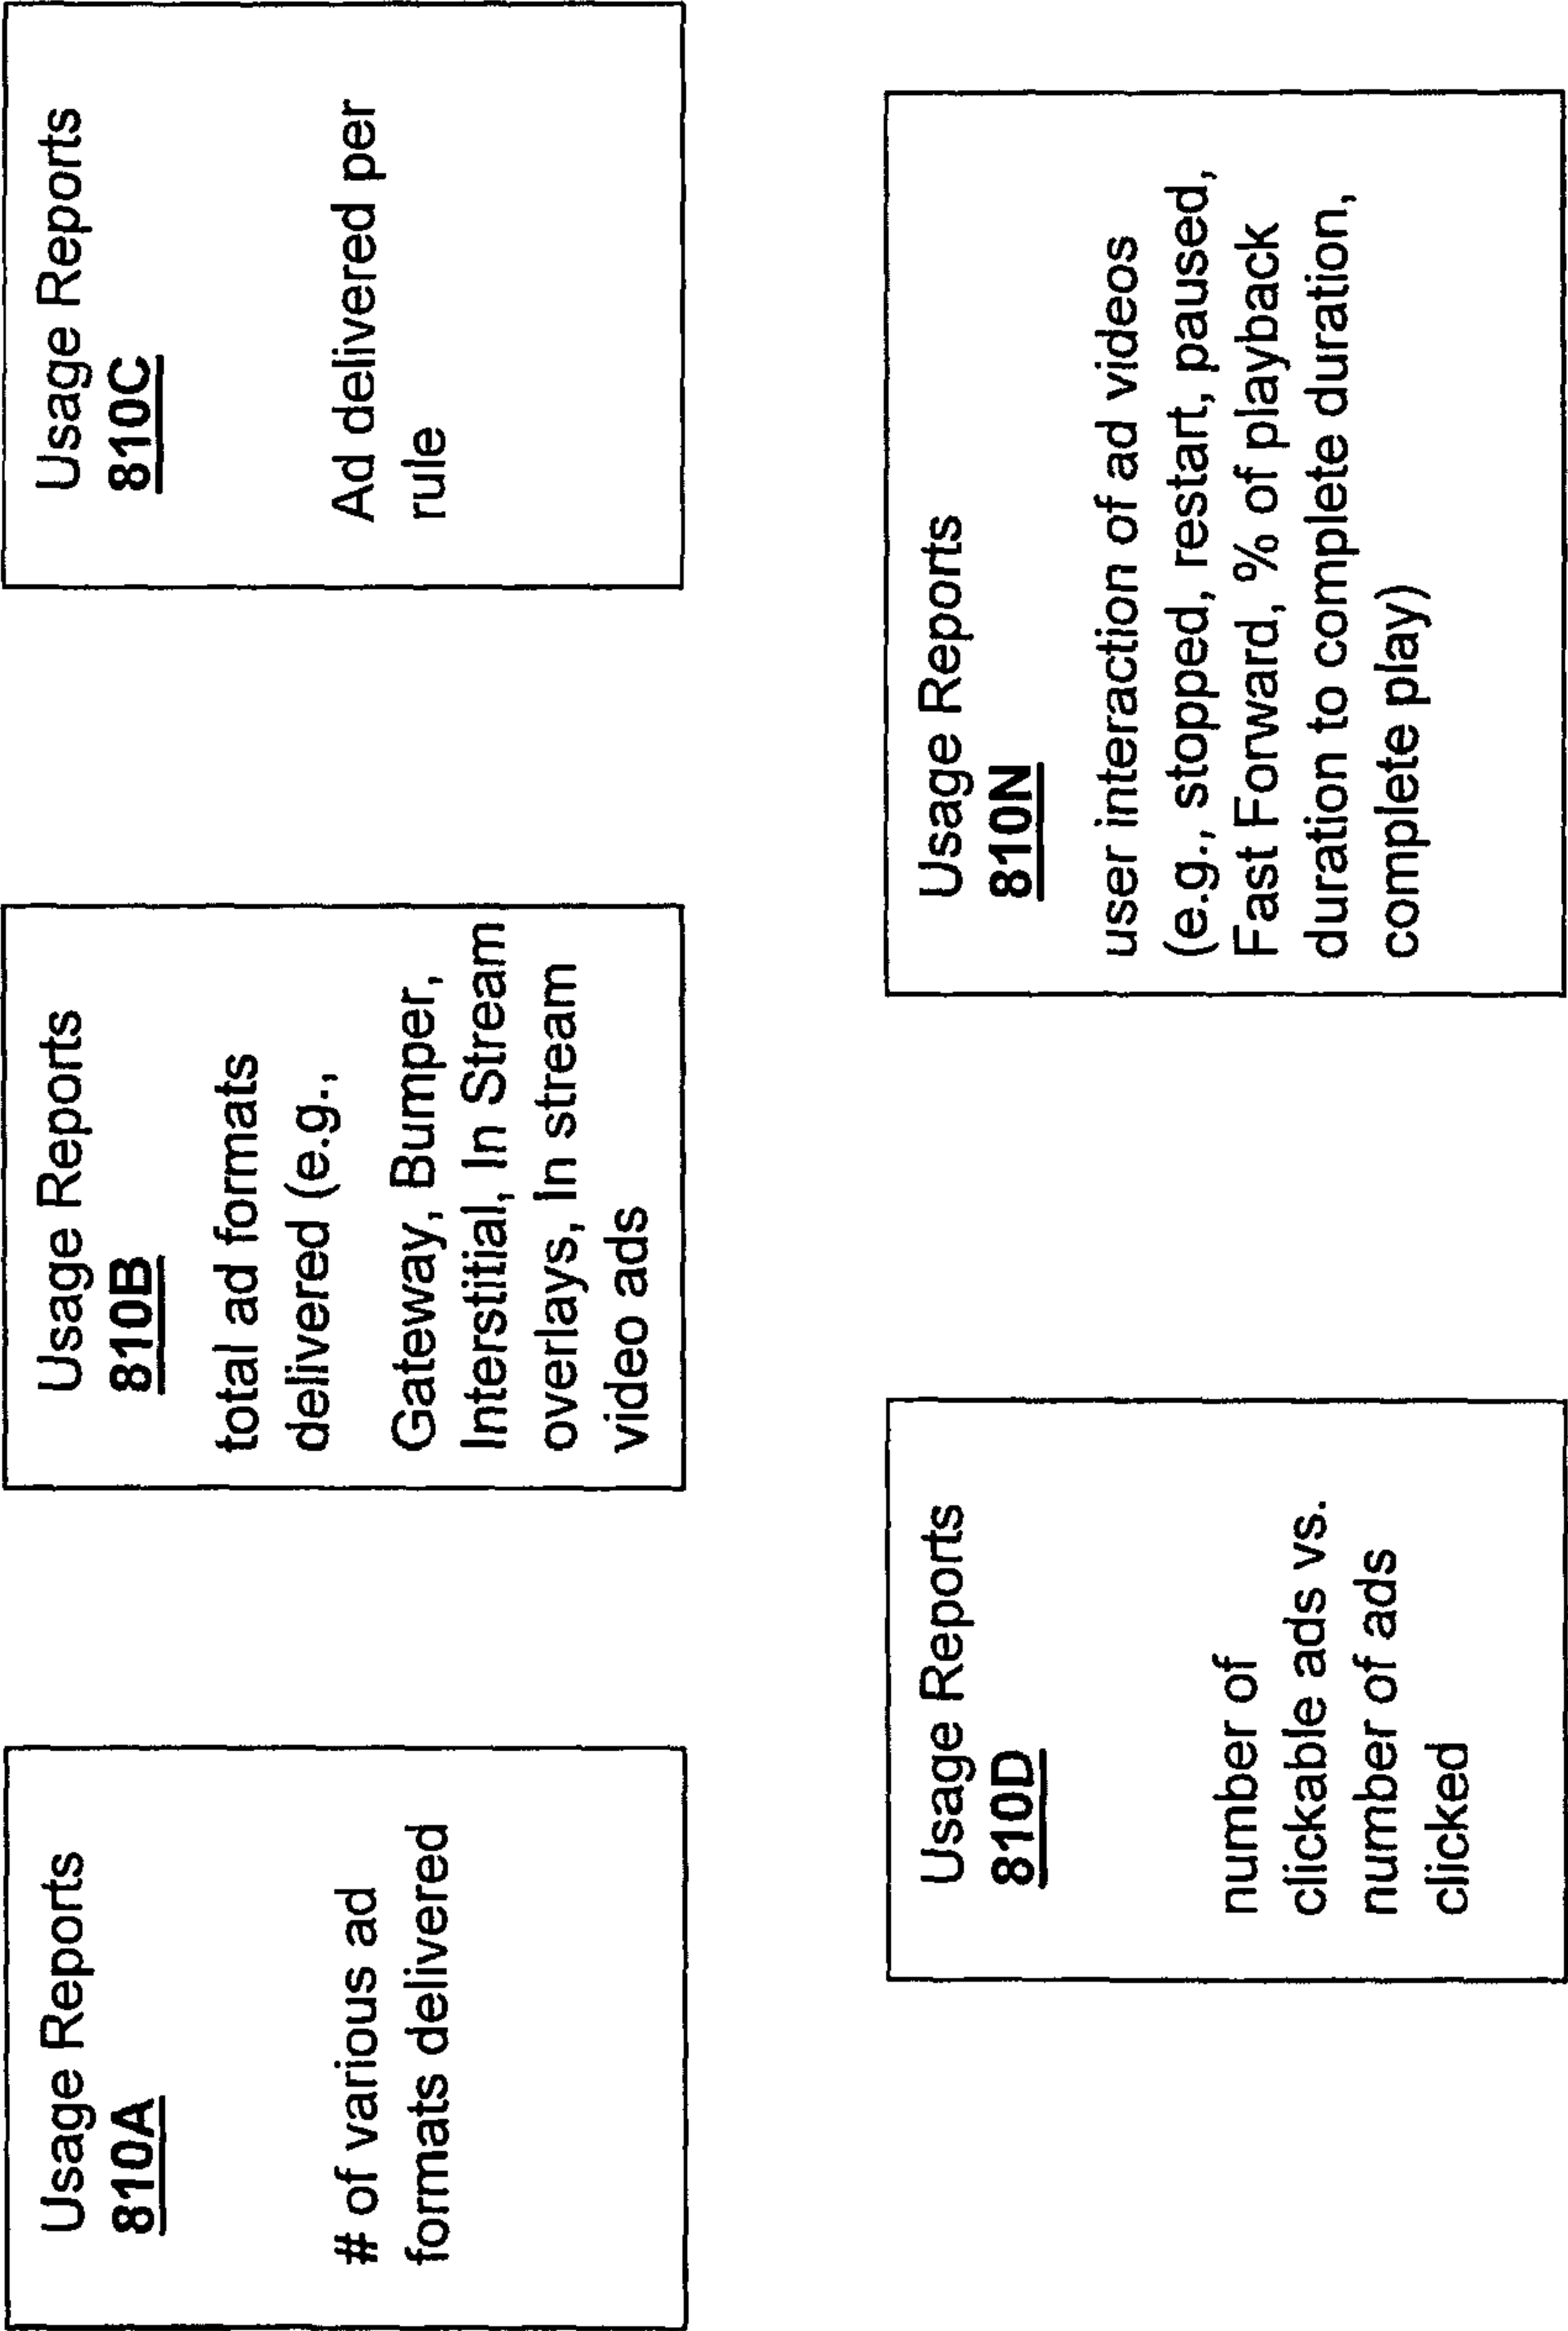 Usage Reports
810A
# of various ad
formats delivered
Usage Reports
810B
total ad formats
delivered (e.g.,
Gateway, Bumper,
Interstitial, In Stream
overlays, In stream
video ads
Usage Reports
810C
Ad delivered per
rule
Usage Reports
810D
number of
clickable ads vs.
number of ads
clicked
Usage Reports
810N
user interaction of ad videos
(e.g., stopped, restart, paused,
Fast Forward, % of playback
duration to complete duration,
complete play)